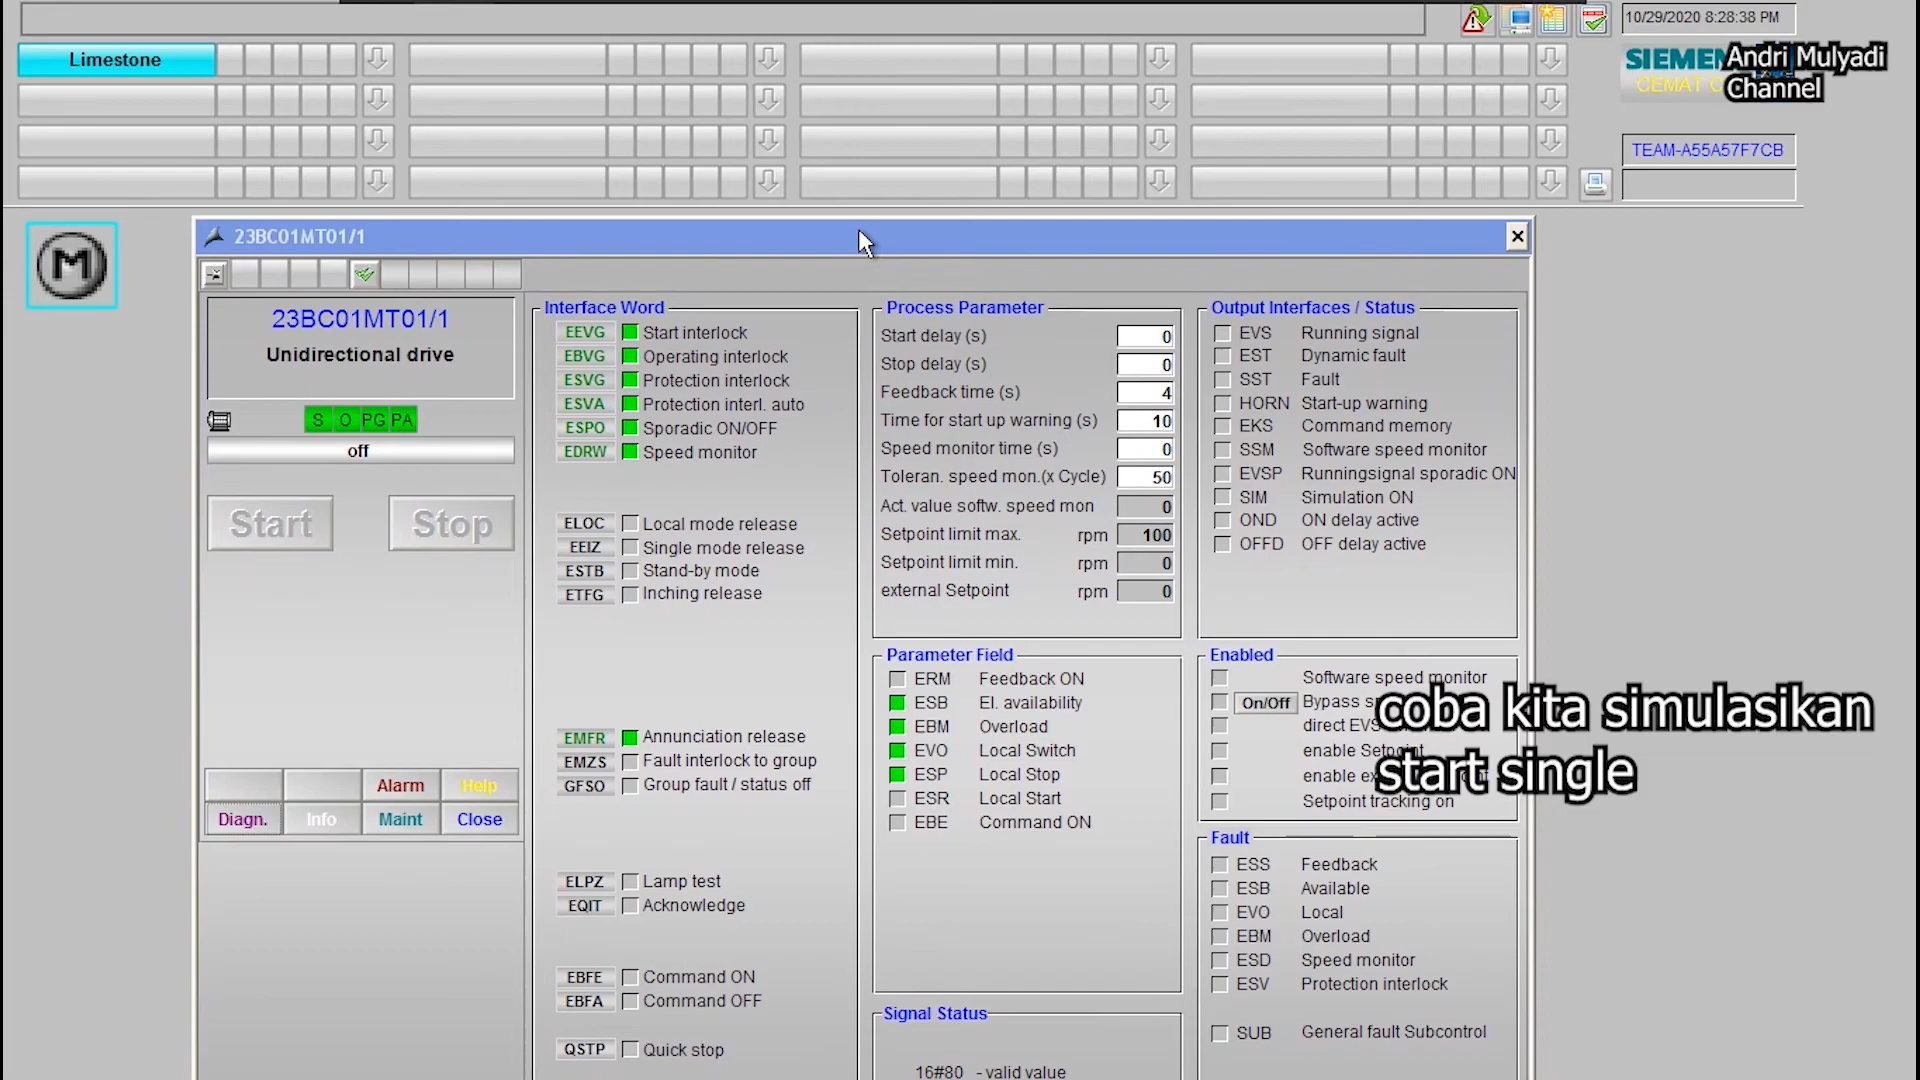 10/29/2020 8:28:38 PM
Limestone
SIEMEN
CEMAT
Andri Mulyadi
Channel
TEAM-A55A57F7CB
M
23BC01MT01/1
23BC01MT01/1
Unidirectional drive
S O PG PA
off
Start
Stop
Alarm
Help
Diagn.
Info
Maint
Close
Interface Word
EEVG Start interlock
EBVG Operating interlock
ESVG Protection interlock
ESVA Protection interl. auto
ESPO Sporadic ON/OFF
EDRW Speed monitor
ELOC Local mode release
EEIZ Single mode release
ESTB Stand-by mode
ETFG Inching release
EMFR Annunciation release
EMZS Fault interlock to group
GFSO Group fault / status off
ELPZ Lamp test
EQIT Acknowledge
EBFE Command ON
EBFA Command OFF
QSTP Quick stop
Process Parameter
Start delay (s) 0
Stop delay (s) 0
Feedback time (s) 4
Time for start up warning (s) 10
Speed monitor time (s) 0
Toleran. speed mon.(x Cycle) 50
Act. value softw. speed mon 0
Setpoint limit max. rpm 100
Setpoint limit min. rpm 0
external Setpoint rpm 0
Parameter Field
ERM Feedback ON
ESB El. availability
EBM Overload
EVO Local Switch
ESP Local Stop
ESR Local Start
EBE Command ON
Signal Status
16#80 - valid value
Output Interfaces / Status
EVS Running signal
EST Dynamic fault
SST Fault
HORN Start-up warning
EKS Command memory
SSM Software speed monitor
EVSP Runningsignal sporadic ON
SIM Simulation ON
OND ON delay active
OFFD OFF delay active
Enabled
Software speed monitor
On/Off Bypass
direct EVS
enable Setpoint
enable
Setpoint tracking on
coba kita simulasikan
start single
Fault
ESS Feedback
ESB Available
EVO Local
EBM Overload
ESD Speed monitor
ESV Protection interlock
SUB General fault Subcontrol